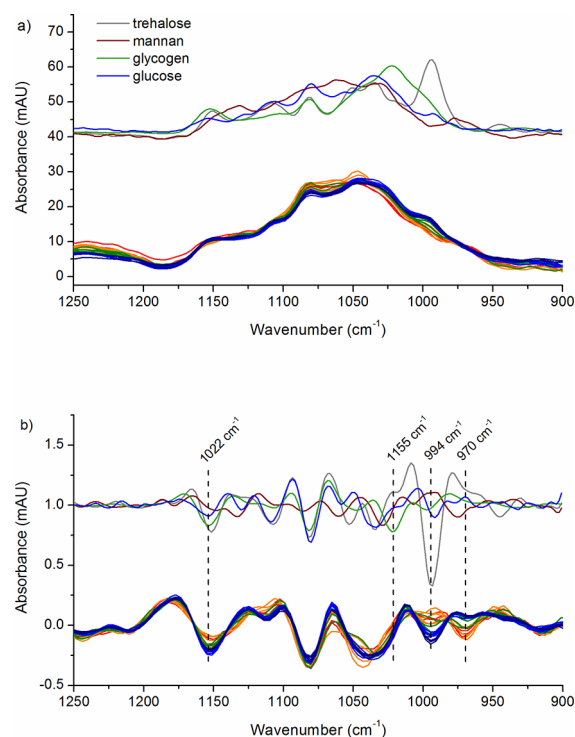 a)
trehalose
mannan
glycogen
glucose
Absorbance (mAU)
70
60
50
40
30
20
10
0
1250 1200 1150 1100 1050 1000 950 900
Wavenumber (cm-1)
b)
1022 cm-1
1155 cm-1
994 cm-1
970 cm-1
Absorbance (mAU)
1.5
1.0
0.5
0.0
-0.5
1250 1200 1150 1100 1050 1000 950 900
Wavenumber (cm-1)